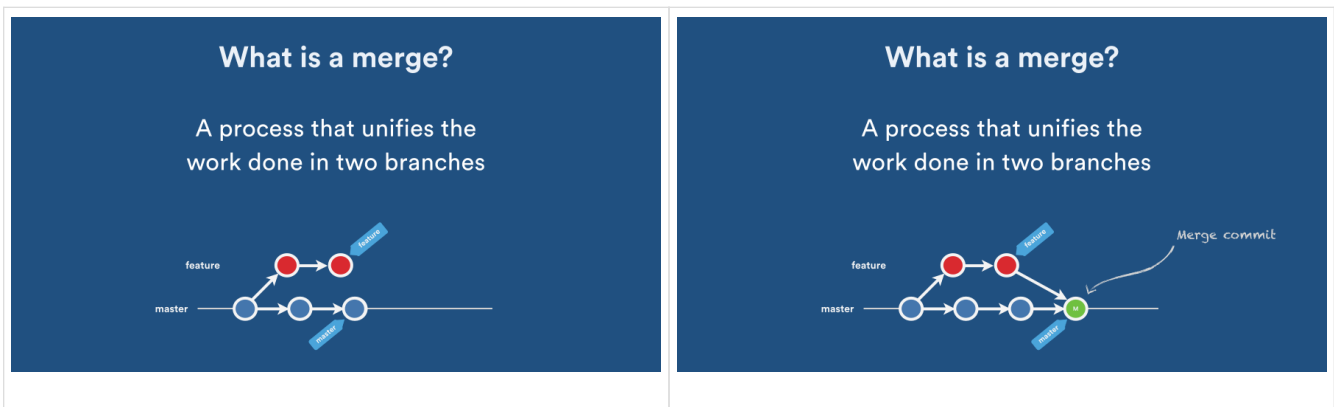 What is a merge?
A process that unifies the
work done in two branches
feature
feature
master
master
What is a merge?
A process that unifies the
work done in two branches
feature
Merge commit
feature
master
M
master